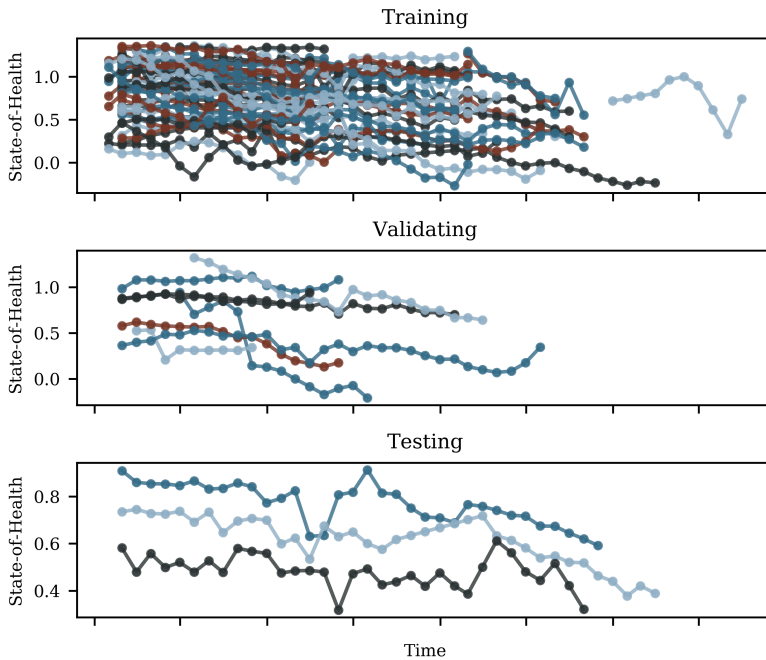 Training
State-of-Health
1.0
0.5
0.0
Validating
State-of-Health
1.0
0.5
0.0
Testing
State-of-Health
0.8
0.6
0.4
Time